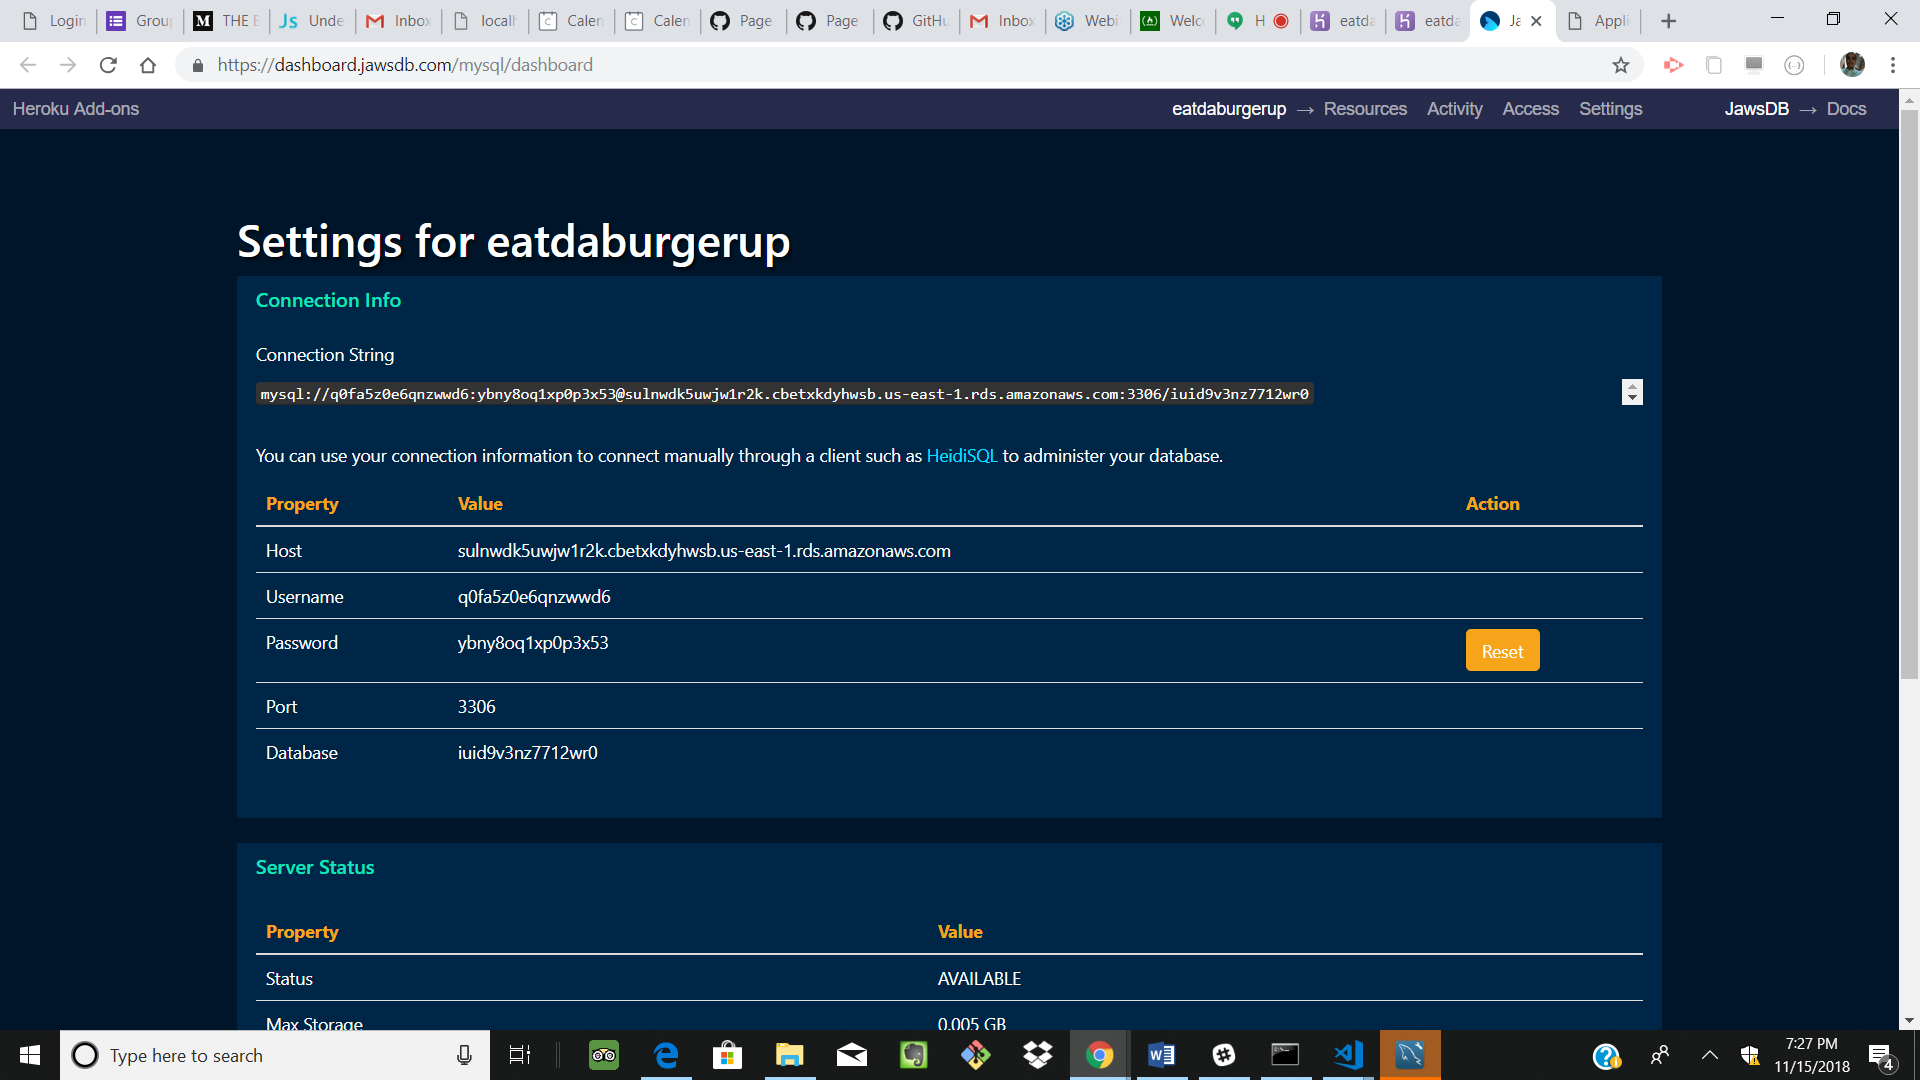 Login
Group
THE E
Unde
Inbox
localh
Calen
Calen
Page
Page
GitHu
Inbox
Webi
Welc
H
eatda
eatda
Ja
Appli
https://dashboard.jawsdb.com/mysql/dashboard
Heroku Add-ons
eatdaburgerup → Resources Activity Access Settings JawsDB → Docs
Settings for eatdaburgerup
Connection Info
Connection String
mysql://q0fa5z0e6qnzwwd6:ybny8oq1xp0p3x53@sulnwdk5uwjw1r2k.cbetxkdyhwsb.us-east-1.rds.amazonaws.com:3306/iuid9v3nz7712wr0
You can use your connection information to connect manually through a client such as HeidiSQL to administer your database.
Property Value Action
Host sulnwdk5uwjw1r2k.cbetxkdyhwsb.us-east-1.rds.amazonaws.com
Username q0fa5z0e6qnzwwd6
Password ybny8oq1xp0p3x53 Reset
Port 3306
Database iuid9v3nz7712wr0
Server Status
Property Value
Status AVAILABLE
Max Storage 0.005 GB
Type here to search
7:27 PM
11/15/2018
4